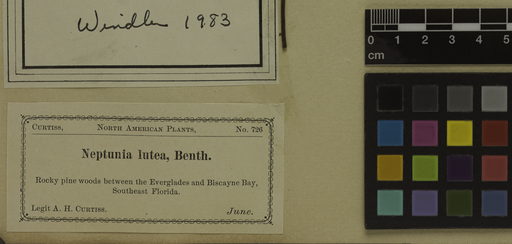 Windler 1983
0 1 2 3 4 5
cm
CURTISS, NORTH AMERICAN PLANTS, No. 726
Neptunia lutea, Benth.
Rocky pine woods between the Everglades and Biscayne Bay,
Southeast Florida.
Legit A. H. CURTISS. June.